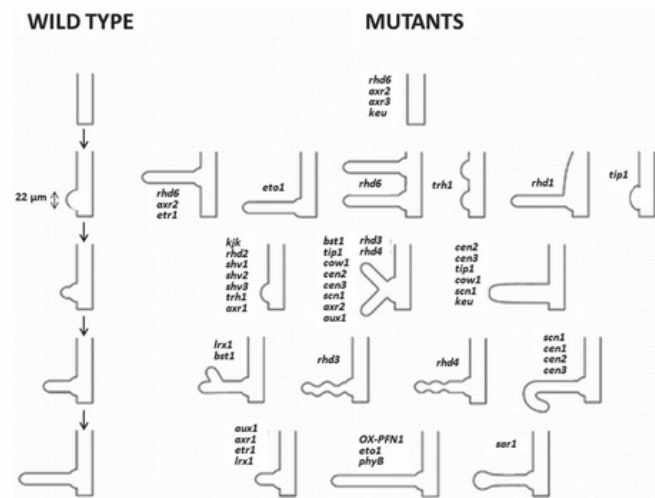 WILD TYPE
MUTANTS
rhd6
axr2
axr3
keu
22 µm
rhd6
axr2
etr1
eto1
rhd6
trh1
rhd1
tip1
kjk
rhd2
shv1
shv2
shv3
trh1
axr1
bst1
tip1
cow1
cen2
cen3
scn1
axr2
aux1
rhd3
rhd4
cen2
cen3
tip1
cow1
scn1
keu
lrx1
bst1
rhd3
rhd4
scn1
cen1
cen2
cen3
aux1
axr1
etr1
lrx1
OX-PFN1
eto1
phyB
sar1